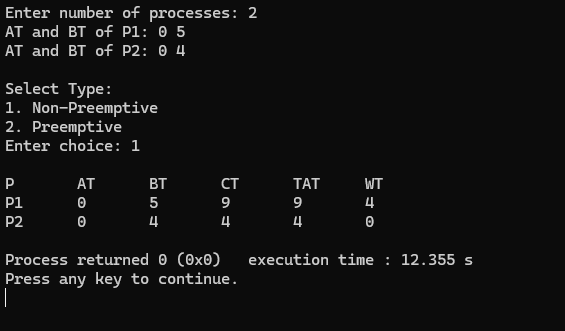 Enter number of processes: 2
AT and BT of P1: 0 5
AT and BT of P2: 0 4
Select Type:
1. Non-Preemptive
2. Preemptive
Enter choice: 1
P AT BT CT TAT WT
P1 0 5 9 9 4
P2 0 4 4 4 0
Process returned 0 (0x0) execution time : 12.355 s
Press any key to continue.